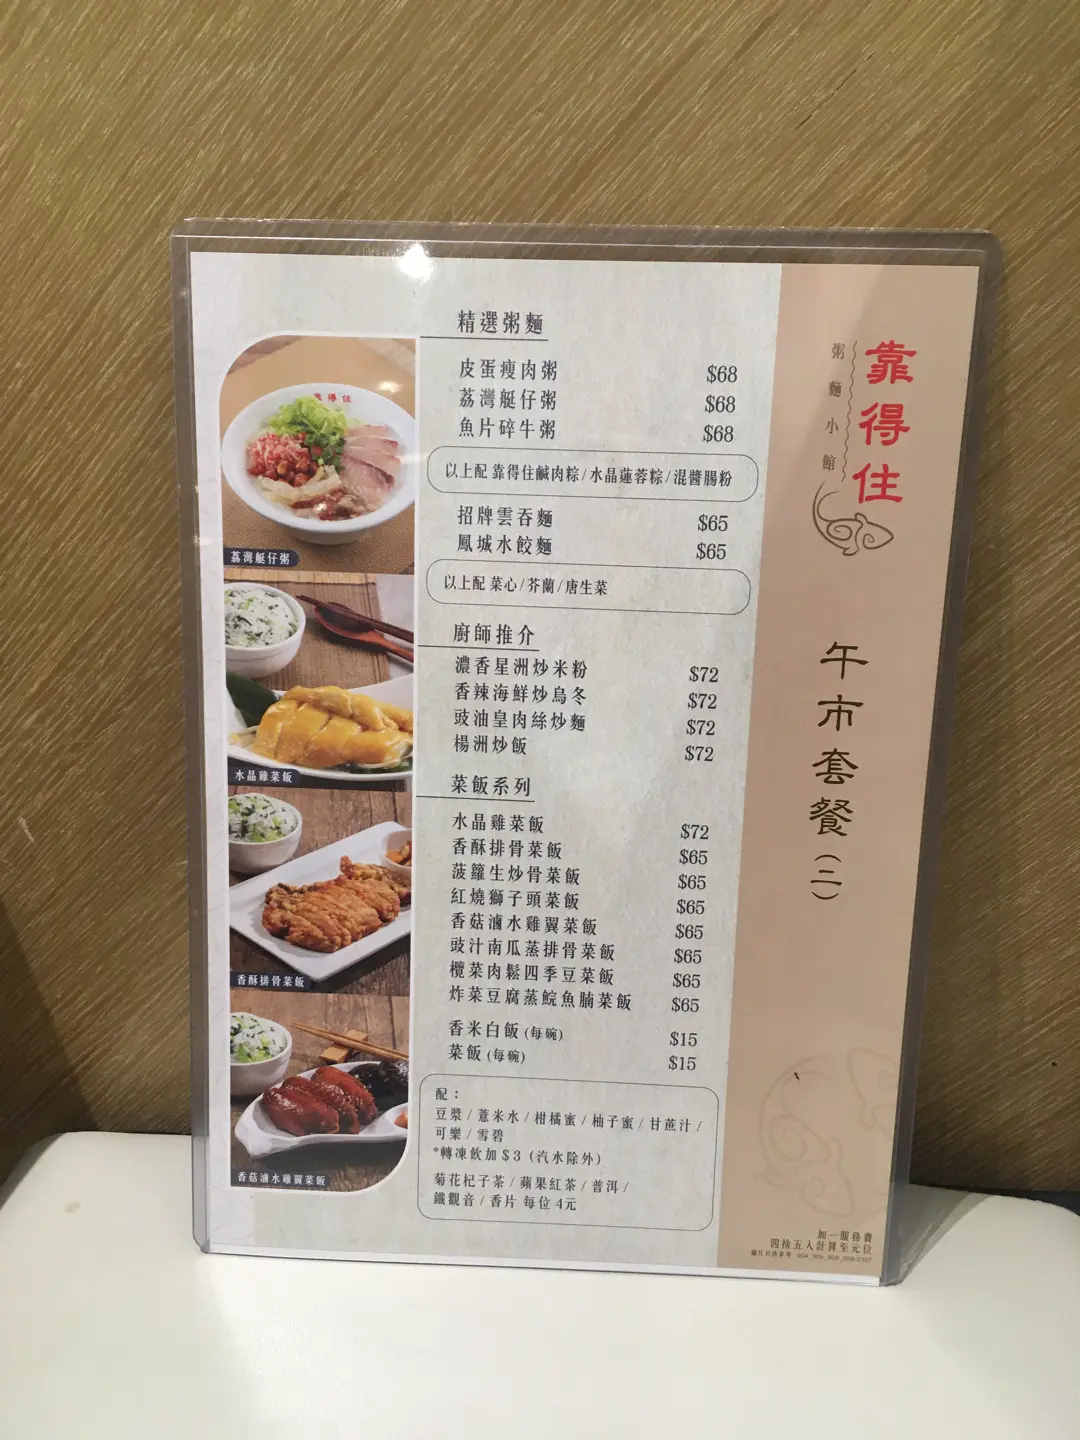 精選粥麵
皮蛋瘦肉粥 $68
荔灣艇仔粥 $68
魚片碎牛粥 $68
以上配 靠得住鹹肉粽/水晶蓮蓉粽/混醬腸粉
招牌雲吞麵 $65
鳳城水餃麵 $65
以上配 菜心/芥蘭/唐生菜
廚師推介
濃香星洲炒米粉 $72
香辣海鮮炒烏冬 $72
豉油皇肉絲炒麵 $72
楊洲炒飯 $72
菜飯系列
水晶雞菜飯 $72
香酥排骨菜飯 $65
菠蘿生炒骨菜飯 $65
紅燒獅子頭菜飯 $65
香菇滷水雞翼菜飯 $65
豉汁南瓜蒸排骨菜飯 $65
欖菜肉鬆四季豆菜飯 $65
炸菜豆腐蒸鯇魚腩菜飯 $65
香米白飯 (每碗) $15
菜飯 (每碗) $15
配：
豆漿/薏米水/柑橘蜜/柚子蜜/甘蔗汁/
可樂/雪碧
*轉凍飲加$3 (汽水除外)
菊花杞子茶/蘋果紅茶/普洱/
鐵觀音/香片 每位4元
靠得住
荔灣艇仔粥
水晶雞菜飯
香酥排骨菜飯
香菇滷水雞翼菜飯
靠得住
粥麵小館
午市套餐(二)
加一服務費
四捨五入計算至元位